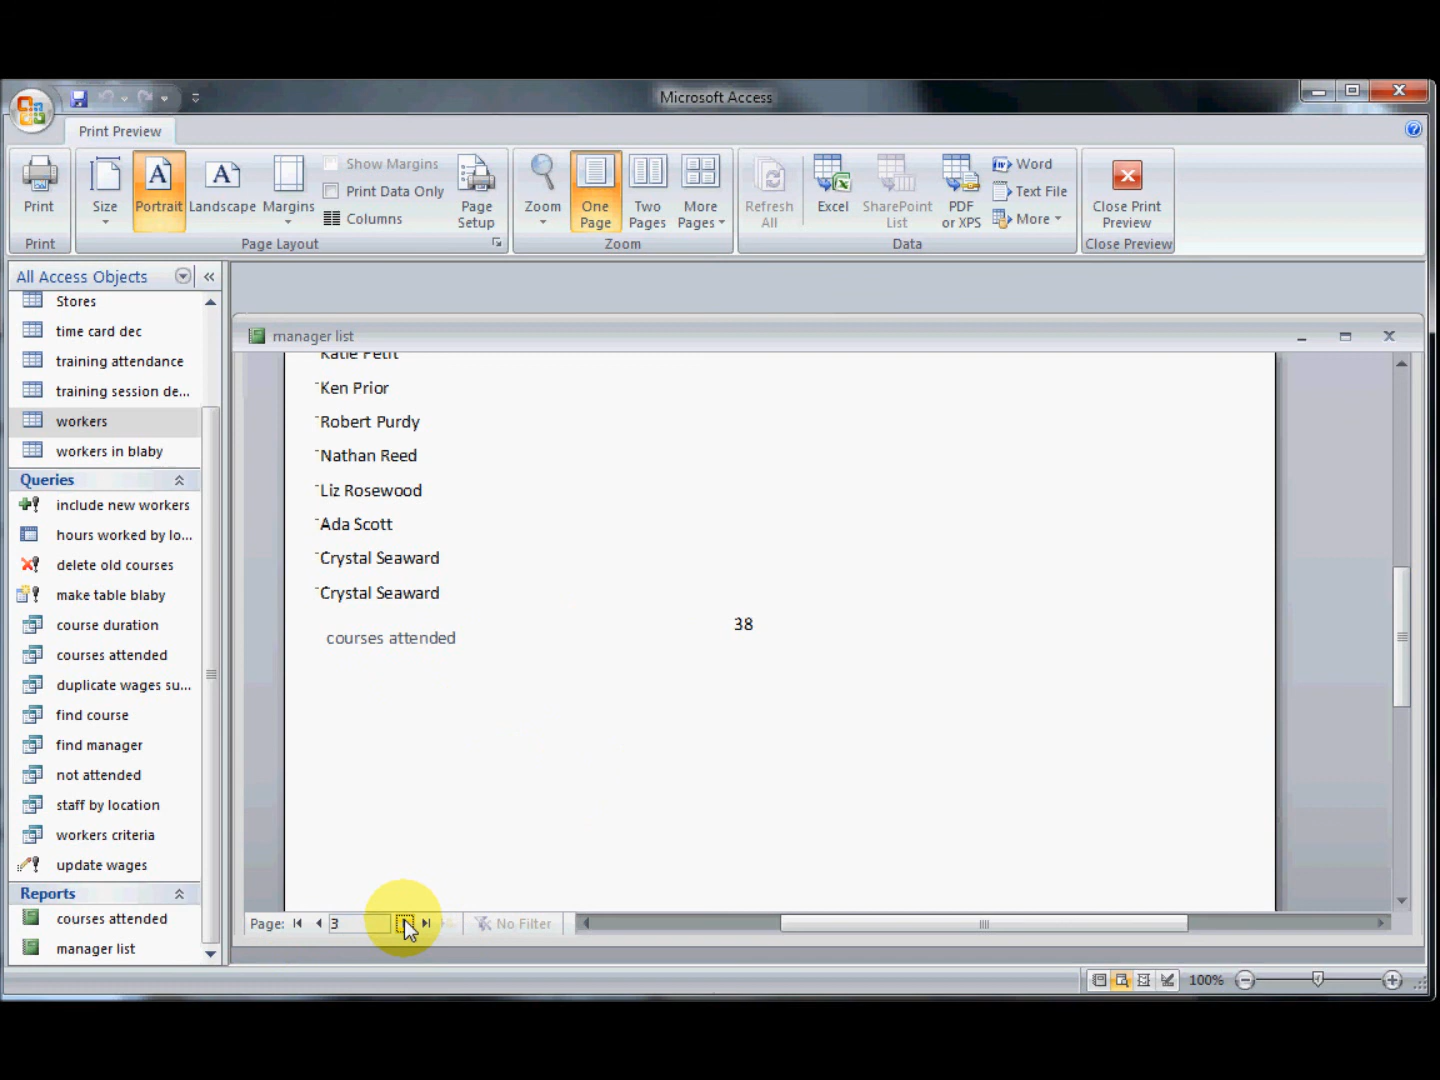 Microsoft Access
Print Preview
Print
Size
Portrait
Landscape
Margins
Show Margins
Print Data Only
Columns
Page Setup
Zoom
One Page
Two Pages
More Pages
Refresh All
Excel
SharePoint List
PDF or XPS
Word
Text File
More
Close Print Preview
Print
Page Layout
Zoom
Data
Close Preview
All Access Objects
Stores
time card dec
training attendance
training session de...
workers
workers in blaby
Queries
include new workers
hours worked by lo...
delete old courses
make table blaby
course duration
courses attended
duplicate wages su...
find course
find manager
not attended
staff by location
workers criteria
update wages
Reports
courses attended
manager list
manager list
Katie Petit
Ken Prior
Robert Purdy
Nathan Reed
Liz Rosewood
Ada Scott
Crystal Seaward
Crystal Seaward
38
courses attended
Page: 3
No Filter
100%